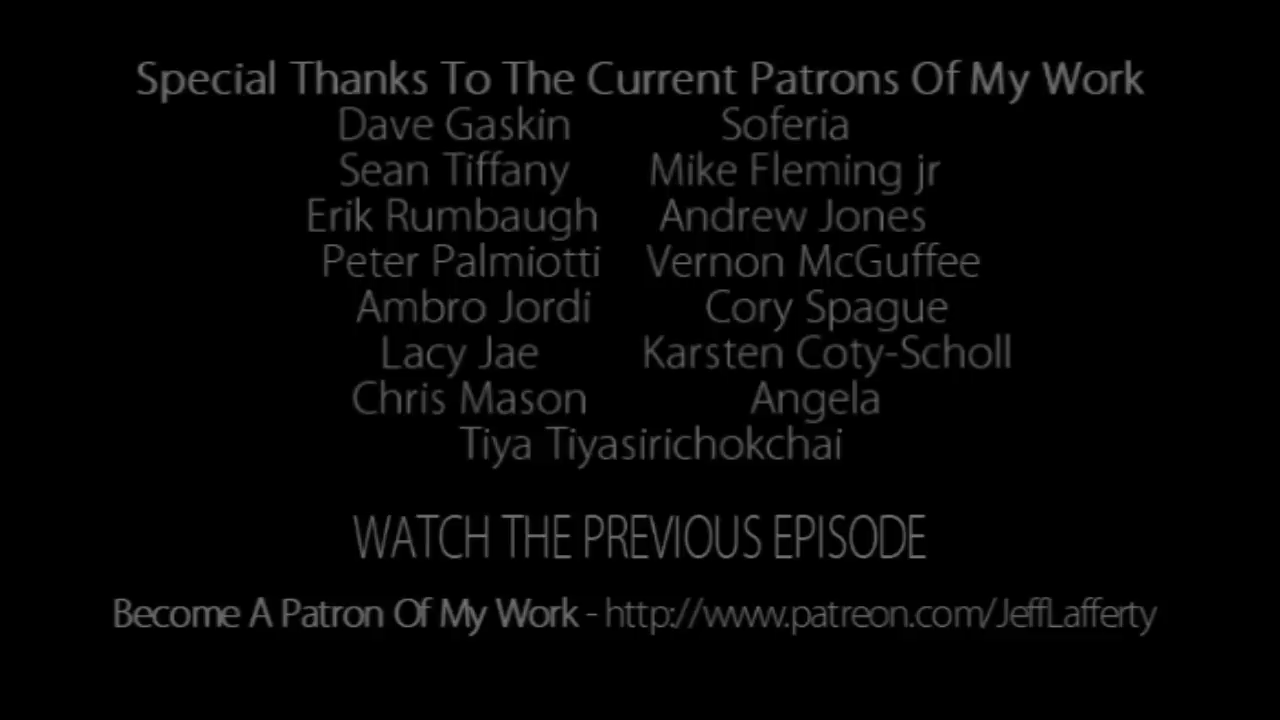 Special Thanks To The Current Patrons Of My Work
Dave Gaskin Soferia
Sean Tiffany Mike Fleming jr
Erik Rumbaugh Andrew Jones
Peter Palmiotti Vernon McGuffee
Ambro Jordi Cory Spague
Lacy Jae Karsten Coty-Scholl
Chris Mason Angela
Tiya Tiyasirichokchai
WATCH THE PREVIOUS EPISODE
Become A Patron Of My Work - http://www.patreon.com/JeffLafferty